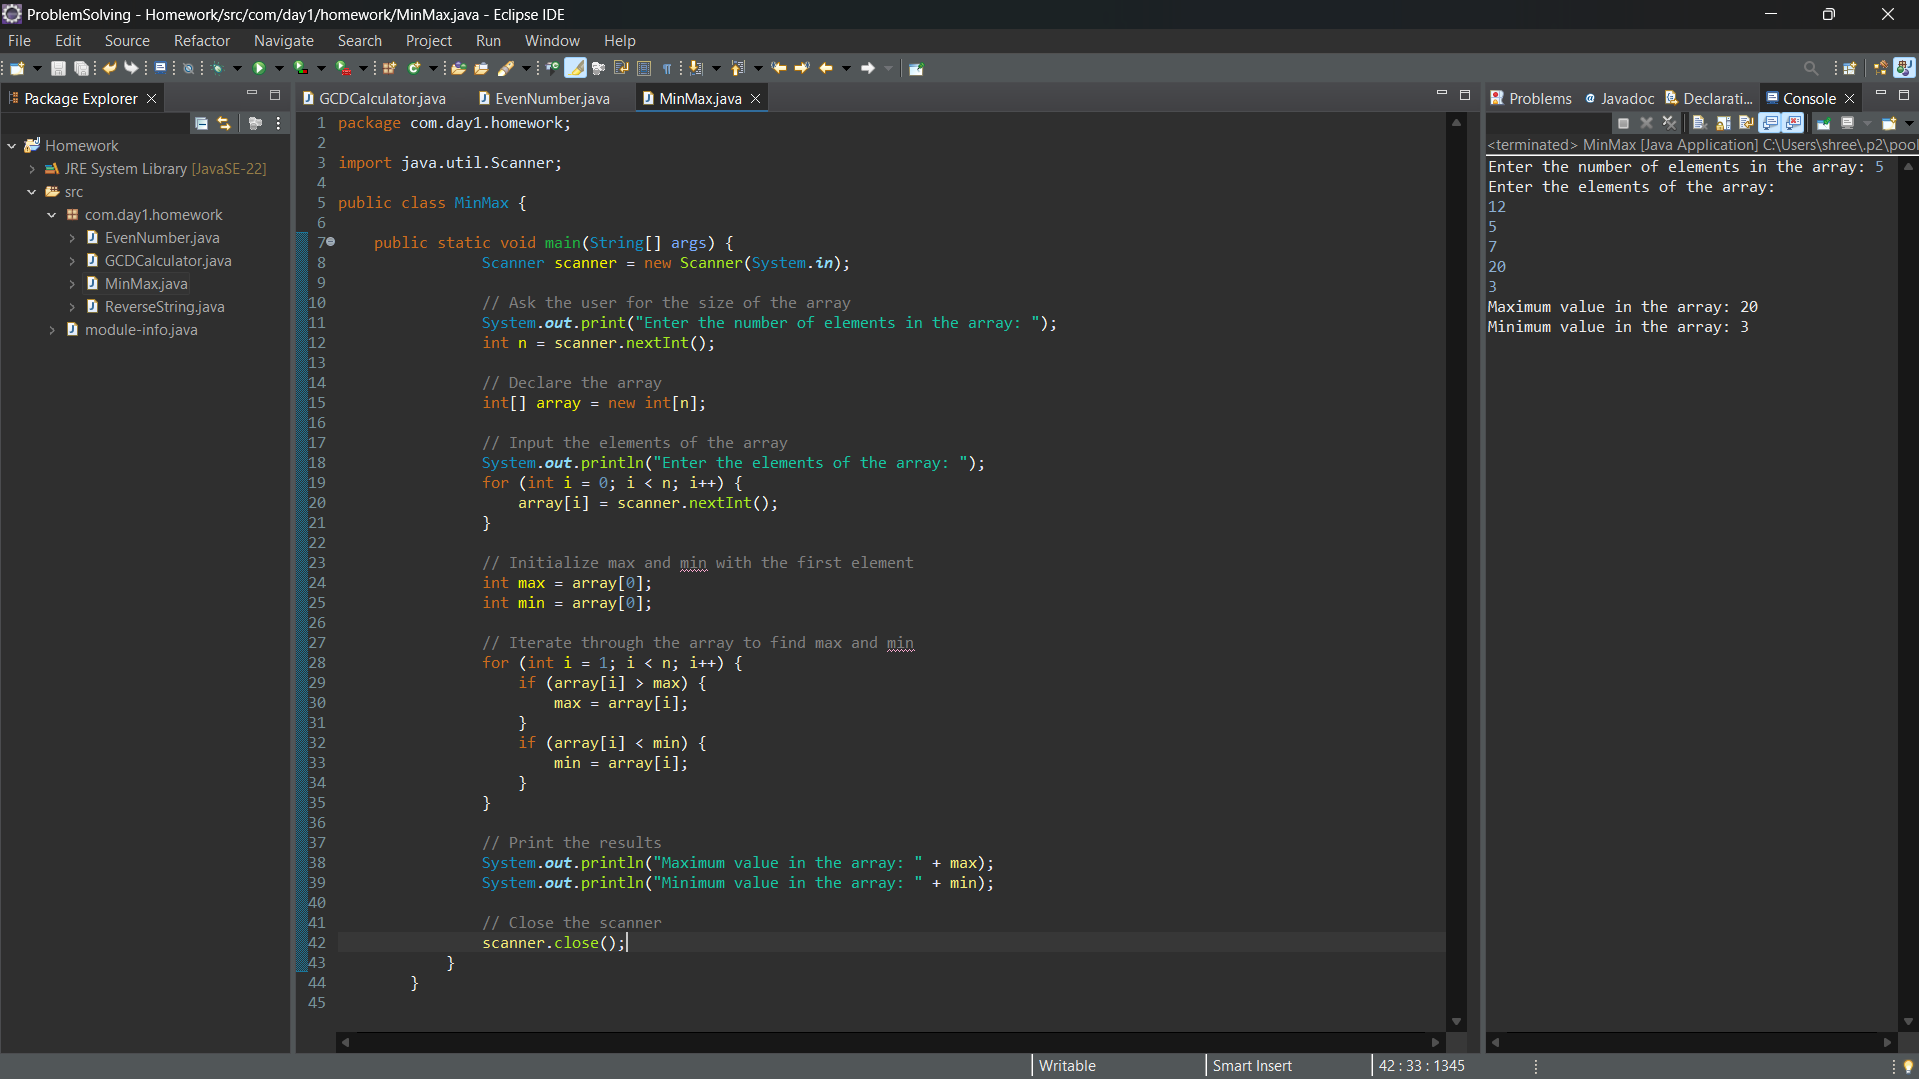 ProblemSolving - Homework/src/com/day1/homework/MinMax.java - Eclipse IDE
File Edit Source Refactor Navigate Search Project Run Window Help
Package Explorer
Homework
JRE System Library [JavaSE-22]
src
com.day1.homework
EvenNumber.java
GCDCalculator.java
MinMax.java
ReverseString.java
module-info.java
GCDCalculator.java EvenNumber.java MinMax.java
1 package com.day1.homework;
2
3 import java.util.Scanner;
4
5 public class MinMax {
6
7 public static void main(String[] args) {
8 Scanner scanner = new Scanner(System.in);
9
10 // Ask the user for the size of the array
11 System.out.print("Enter the number of elements in the array: ");
12 int n = scanner.nextInt();
13
14 // Declare the array
15 int[] array = new int[n];
16
17 // Input the elements of the array
18 System.out.println("Enter the elements of the array: ");
19 for (int i = 0; i < n; i++) {
20 array[i] = scanner.nextInt();
21 }
22
23 // Initialize max and min with the first element
24 int max = array[0];
25 int min = array[0];
26
27 // Iterate through the array to find max and min
28 for (int i = 1; i < n; i++) {
29 if (array[i] > max) {
30 max = array[i];
31 }
32 if (array[i] < min) {
33 min = array[i];
34 }
35 }
36
37 // Print the results
38 System.out.println("Maximum value in the array: " + max);
39 System.out.println("Minimum value in the array: " + min);
40
41 // Close the scanner
42 scanner.close();
43 }
44 }
45
Problems Javadoc Declarati... Console
<terminated> MinMax [Java Application] C:\Users\shree\.p2\pool
Enter the number of elements in the array: 5
Enter the elements of the array:
12
5
7
20
3
Maximum value in the array: 20
Minimum value in the array: 3
Writable Smart Insert 42 : 33 : 1345